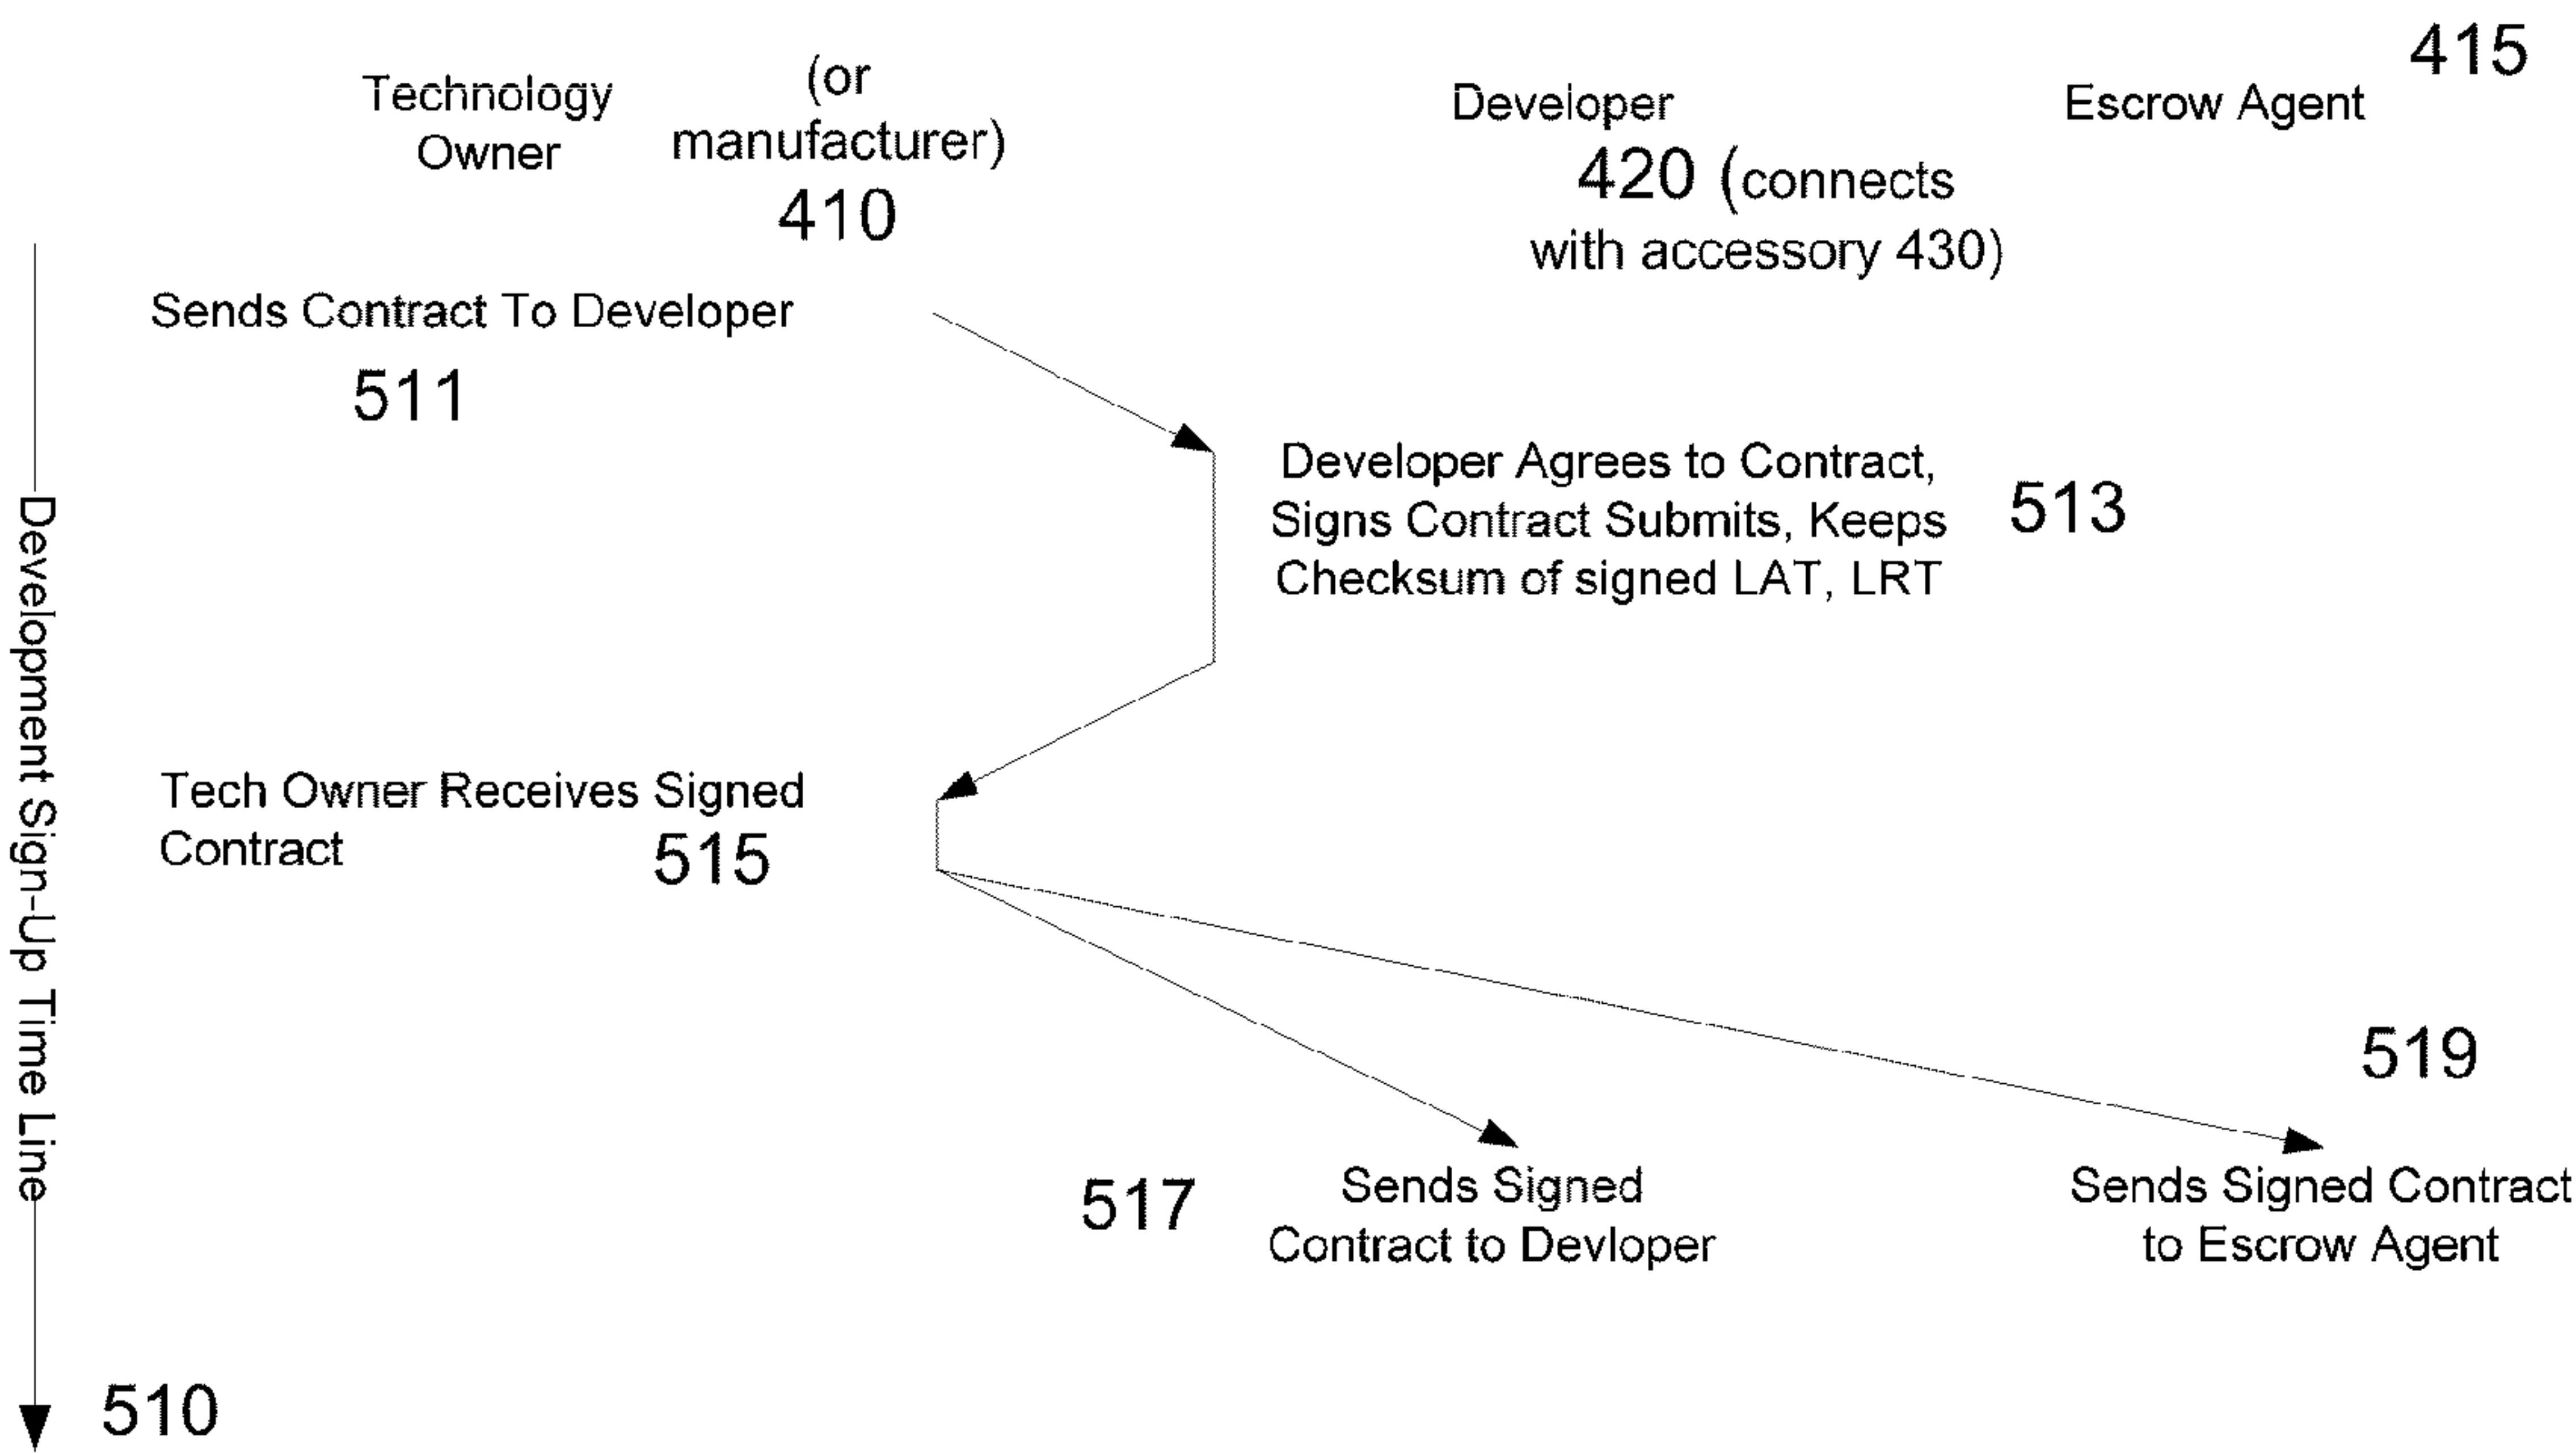 415
Technology
Owner
(or
manufacturer)
410
Developer
420 (connects
with accessory 430)
Escrow Agent
Sends Contract To Developer
511
Developer Agrees to Contract,
Signs Contract Submits, Keeps
Checksum of signed LAT, LRT
513
Development Sign-Up Time Line
Tech Owner Receives Signed
Contract
515
519
517
Sends Signed
Contract to Devloper
Sends Signed Contract
to Escrow Agent
510